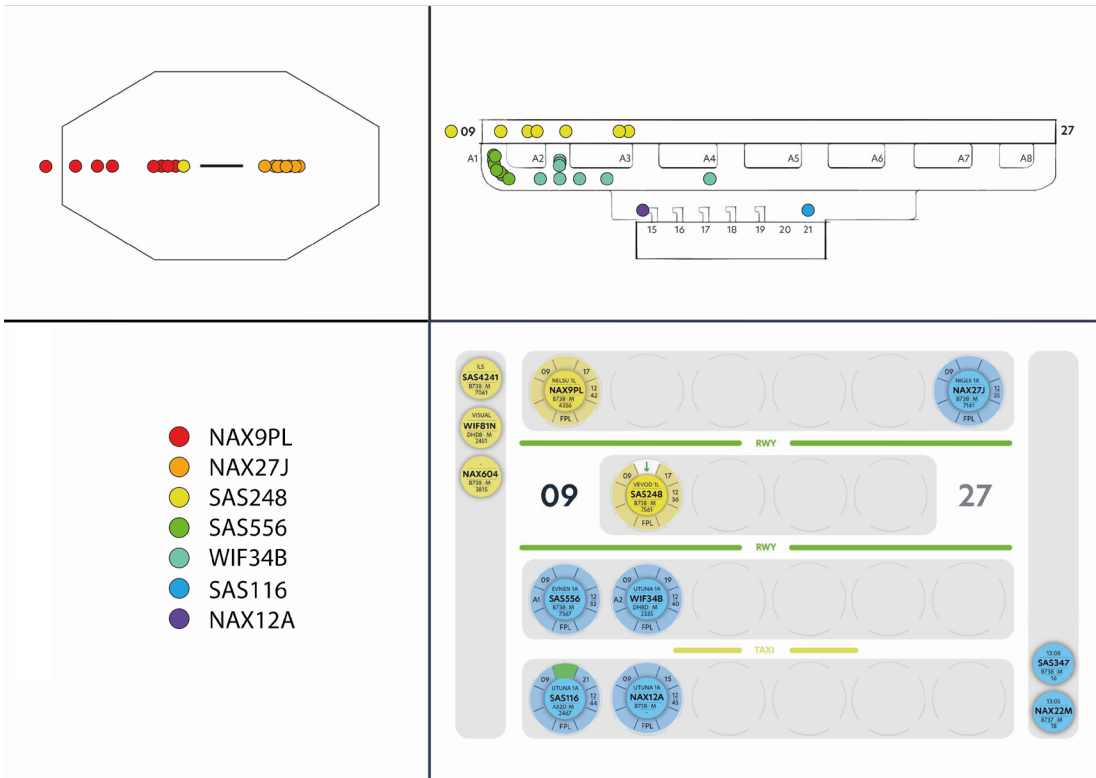 09
27
A1
A2
A3
A4
A5
A6
A7
A8
15
16
17
18
19
20
21
NAX9PL
NAX27J
SAS248
SAS556
WIF34B
SAS116
NAX12A
ILS
SAS4241
B738 M
7061
VISUAL
WIF81N
DH08 M
2451
-
NAX604
B738 M
3815
09
17
NELSU 1L
NAX9PL
B738 M
4356
12
42
FPL
09
NIGEX 1X
NAX27J
B738 M
7141
12
35
FPL
RWY
09
09
17
VEVOD 1L
SAS248
B738 M
7561
12
36
FPL
27
RWY
09
A1
EVNEN 1A
SAS556
B738 M
7367
12
32
FPL
09
19
A2
UTUNA 1A
WIF34B
DH8D M
2335
12
40
FPL
TAXI
09
21
UTUNA 1A
SAS116
A320 M
2467
12
44
FPL
09
15
UTUNA 1A
NAX12A
B738 M
-
12
45
FPL
13:08
SAS347
B738 M
16
13:05
NAX22M
B737 M
18